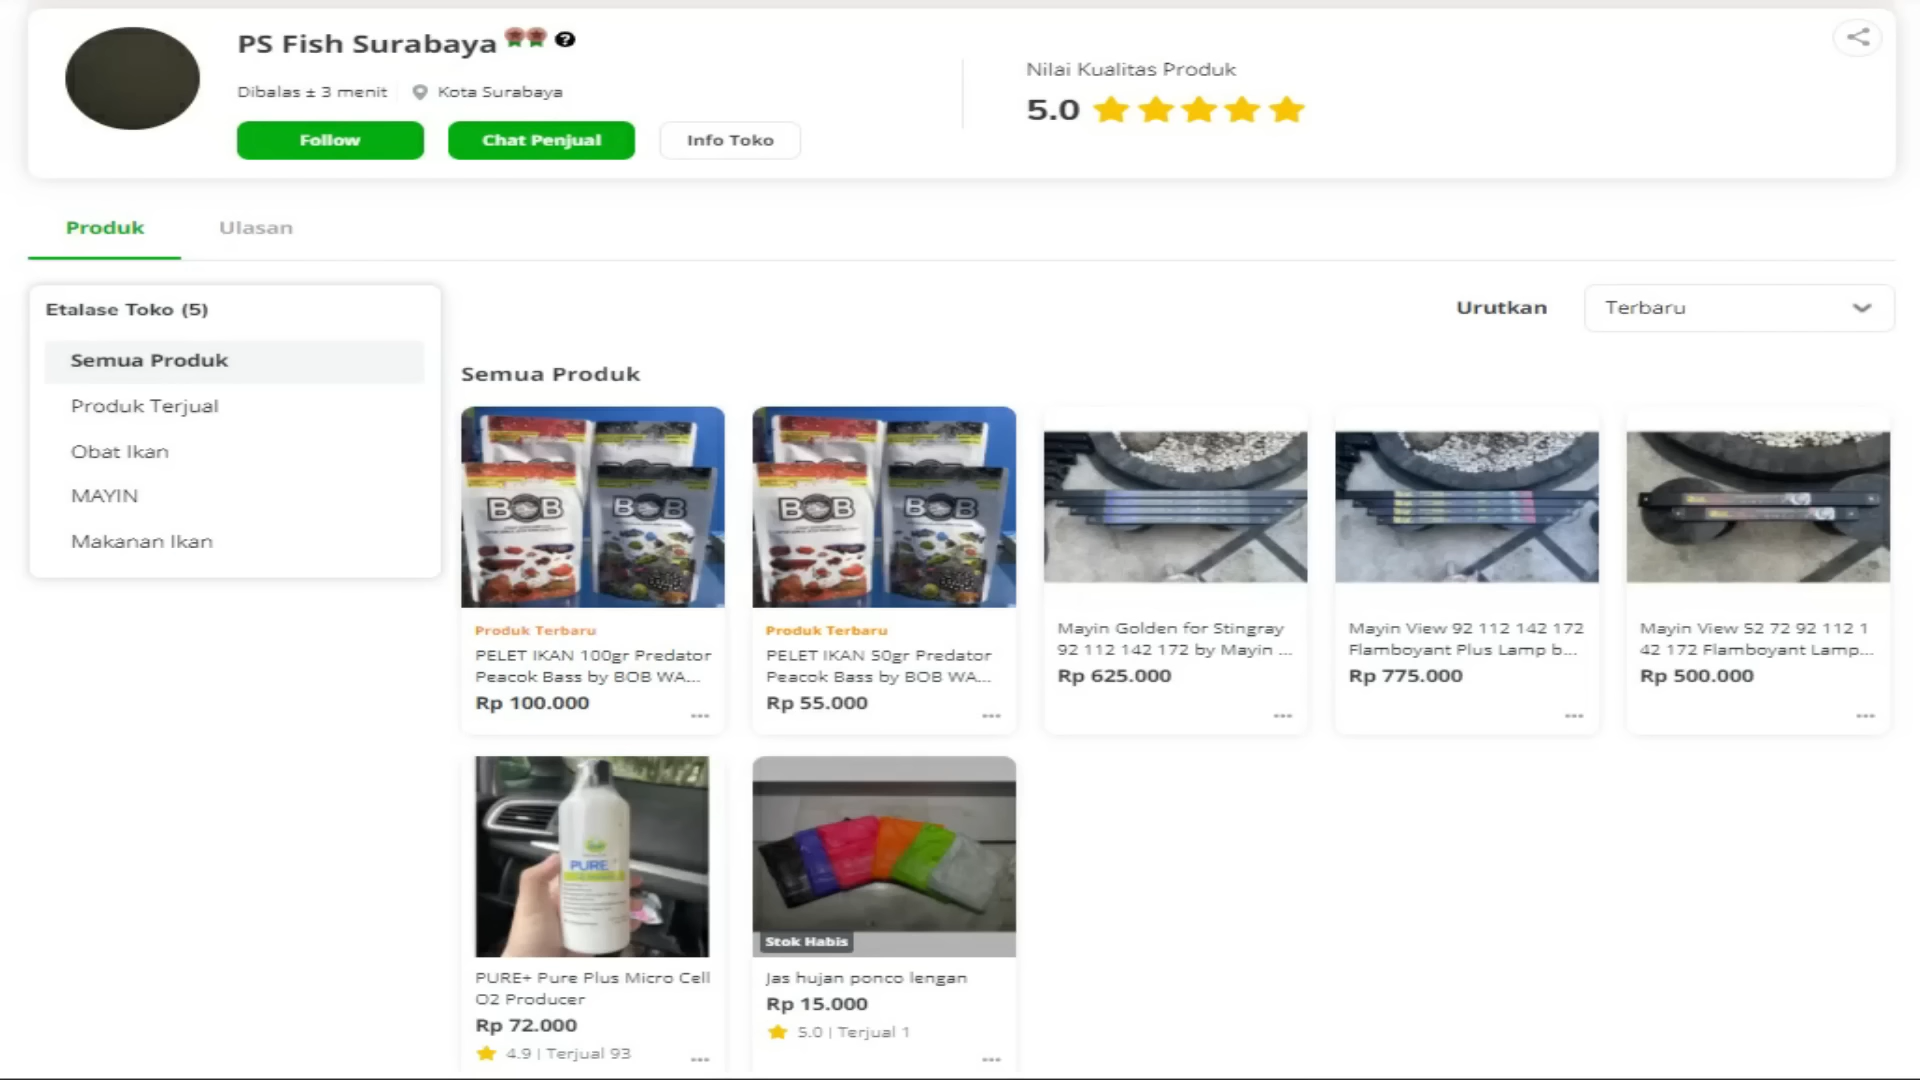 PS Fish Surabaya
Dibalas ± 3 menit
Kota Surabaya
Follow
Chat Penjual
Info Toko
Nilai Kualitas Produk
5.0
Produk
Ulasan
Etalase Toko (5)
Semua Produk
Produk Terjual
Obat Ikan
MAYIN
Makanan Ikan
Urutkan
Terbaru
Semua Produk
BOB
BOB
Produk Terbaru
PELET IKAN 100gr Predator
Peacok Bass by BOB WA...
Rp 100.000
BOB
BOB
Produk Terbaru
PELET IKAN 50gr Predator
Peacok Bass by BOB WA...
Rp 55.000
Mayin Golden for Stingray
92 112 142 172 by Mayin ...
Rp 625.000
Mayin View 92 112 142 172
Flamboyant Plus Lamp b...
Rp 775.000
Mayin View 52 72 92 112 1
42 172 Flamboyant Lamp...
Rp 500.000
PURE
PURE+ Pure Plus Micro Cell
O2 Producer
Rp 72.000
4.9 | Terjual 93
Stok Habis
Jas hujan ponco lengan
Rp 15.000
5.0 | Terjual 1